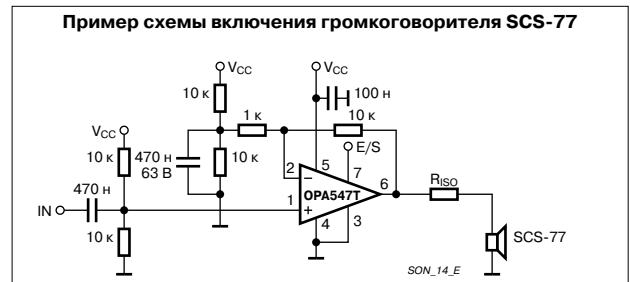 Пример схемы включения громкоговорителя SCS-77
VCC
VCC
10 к
100 н
1 к
10 к
VCC
E/S
10 к
470 н
63 В
10 к
2
5
7
OPA547T
6
RISO
470 н
1
IN
4
3
SCS-77
10 к
SON_14_E